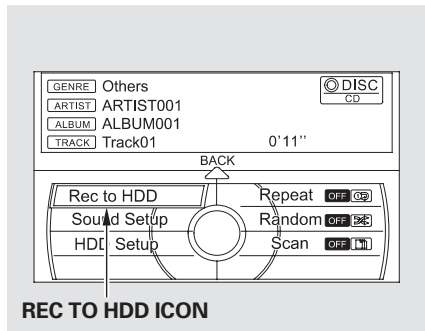 GENRE Others
DISC
CD
ARTIST ARTIST001
ALBUM ALBUM001
TRACK Track01 0'11''
BACK
Rec to HDD Repeat OFF
Sound Setup Random OFF
HDD Setup Scan OFF
REC TO HDD ICON